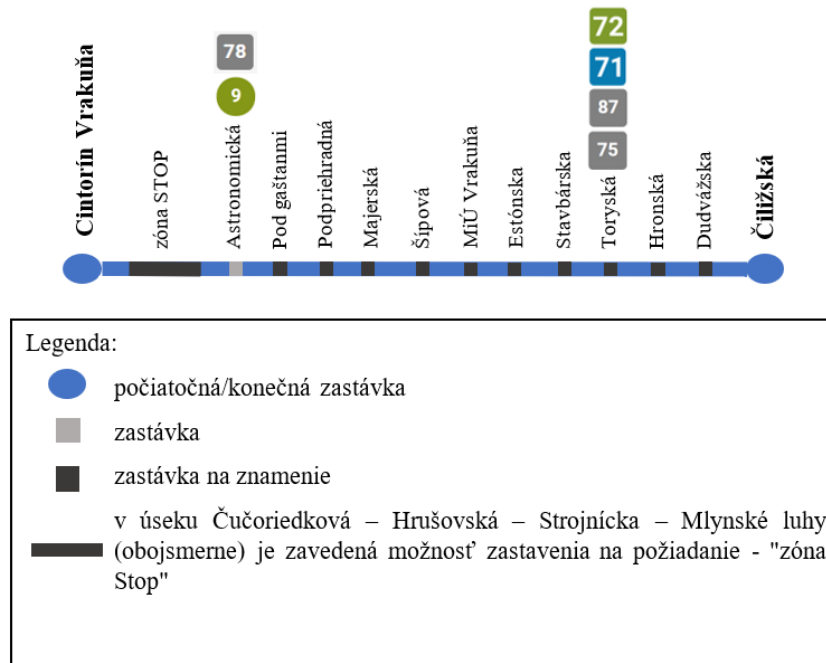 72
71
87
75
78
9
Cintorín Vrakuňa
zóna STOP
Astronomická
Pod gaštanmi
Podpriehradná
Majerská
Šípová
MiÚ Vrakuňa
Estónska
Stavbárska
Toryská
Hronská
Dudvážska
Čiližská
Legenda:
počiatočná/konečná zastávka
zastávka
zastávka na znamenie
v úseku Čučoriedková – Hrušovská – Strojnícka – Mlynské luhy
(obojsmerne) je zavedená možnosť zastavenia na požiadanie - "zóna
Stop"